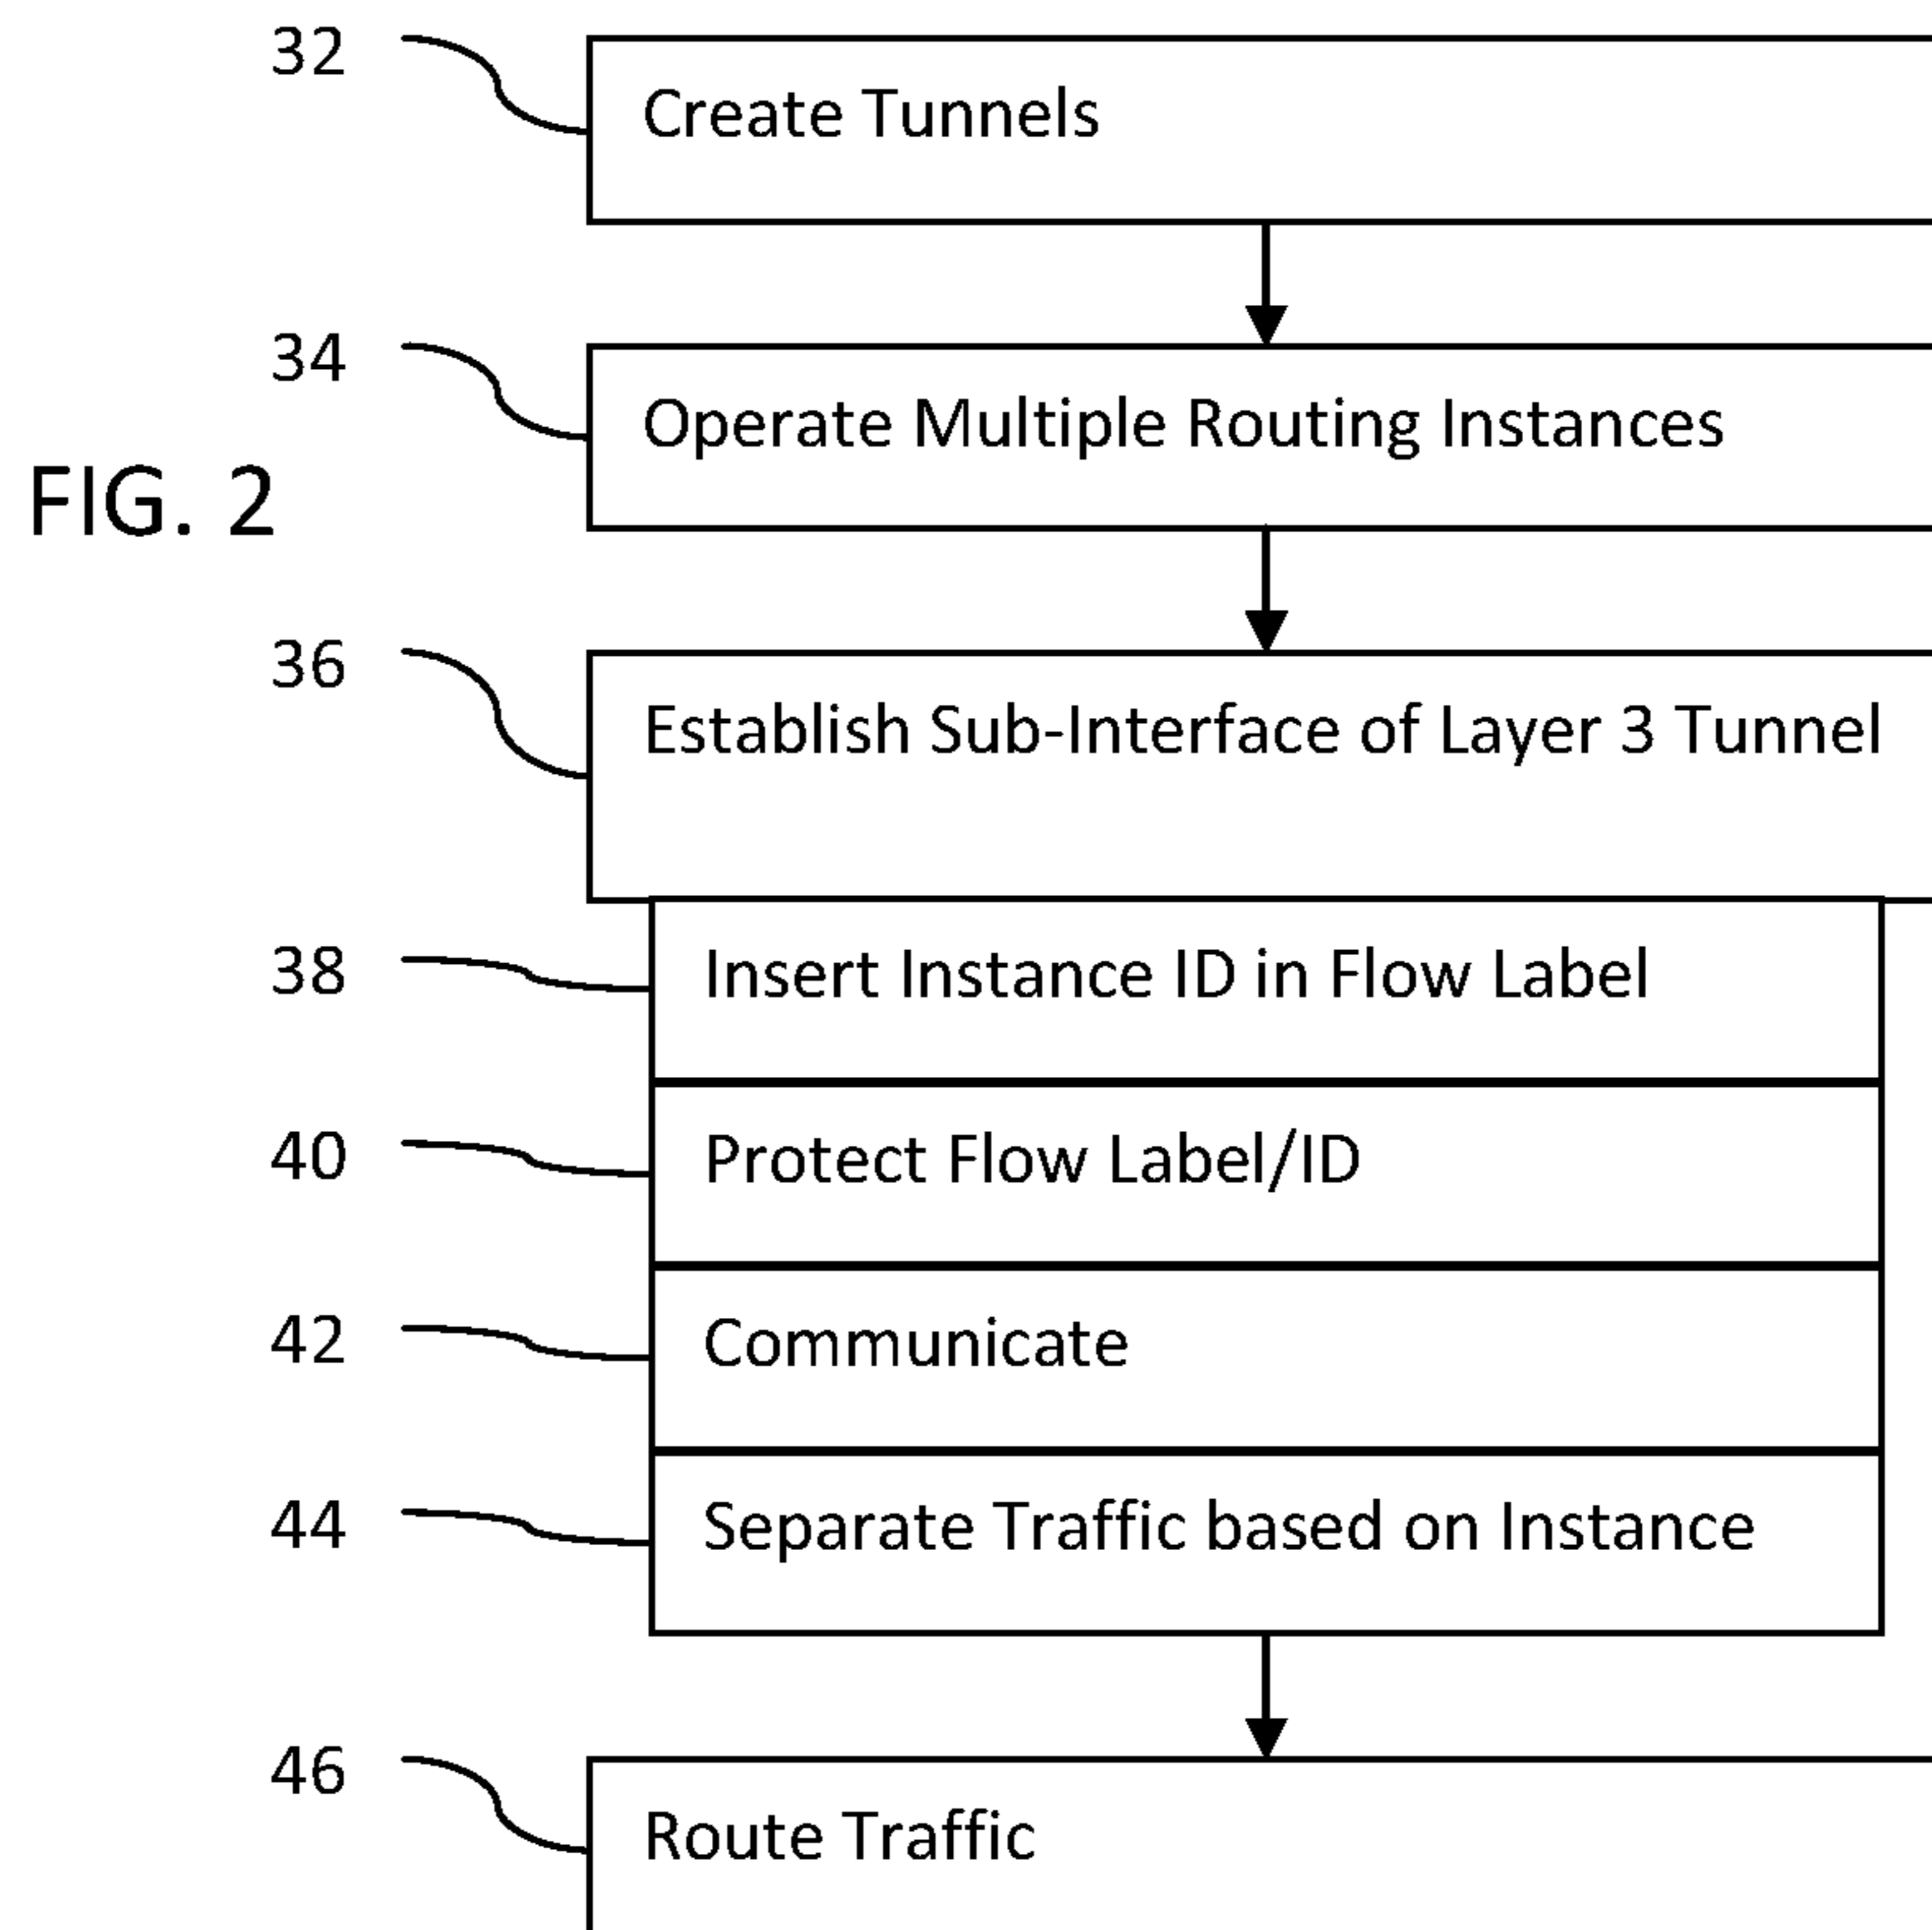 32
Create Tunnels
34
Operate Multiple Routing Instances
FIG. 2
36
Establish Sub-Interface of Layer 3 Tunnel
38
Insert Instance ID in Flow Label
40
Protect Flow Label/ID
42
Communicate
44
Separate Traffic based on Instance
46
Route Traffic